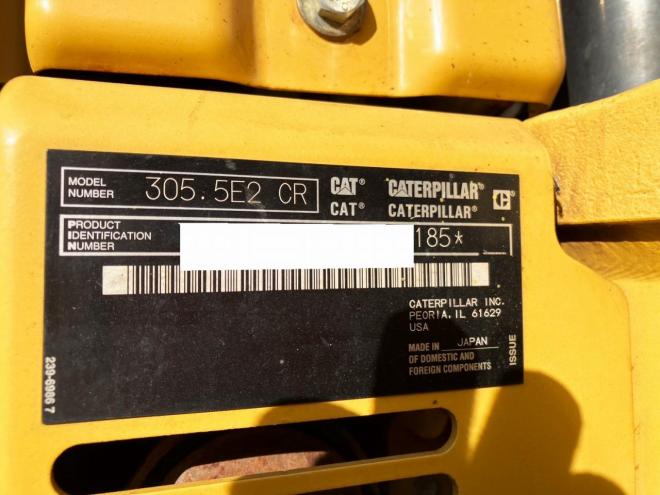 CAT
MODEL
NUMBER
305.5E2 CR
CAT® CATERPILLAR®
CAT® CATERPILLAR®
PRODUCT
IDENTIFICATION
NUMBER
185*
CATERPILLAR INC.
PEORIA, IL 61629
USA
MADE IN JAPAN
OF DOMESTIC AND
FOREIGN COMPONENTS
ISSUE
239-6986 7